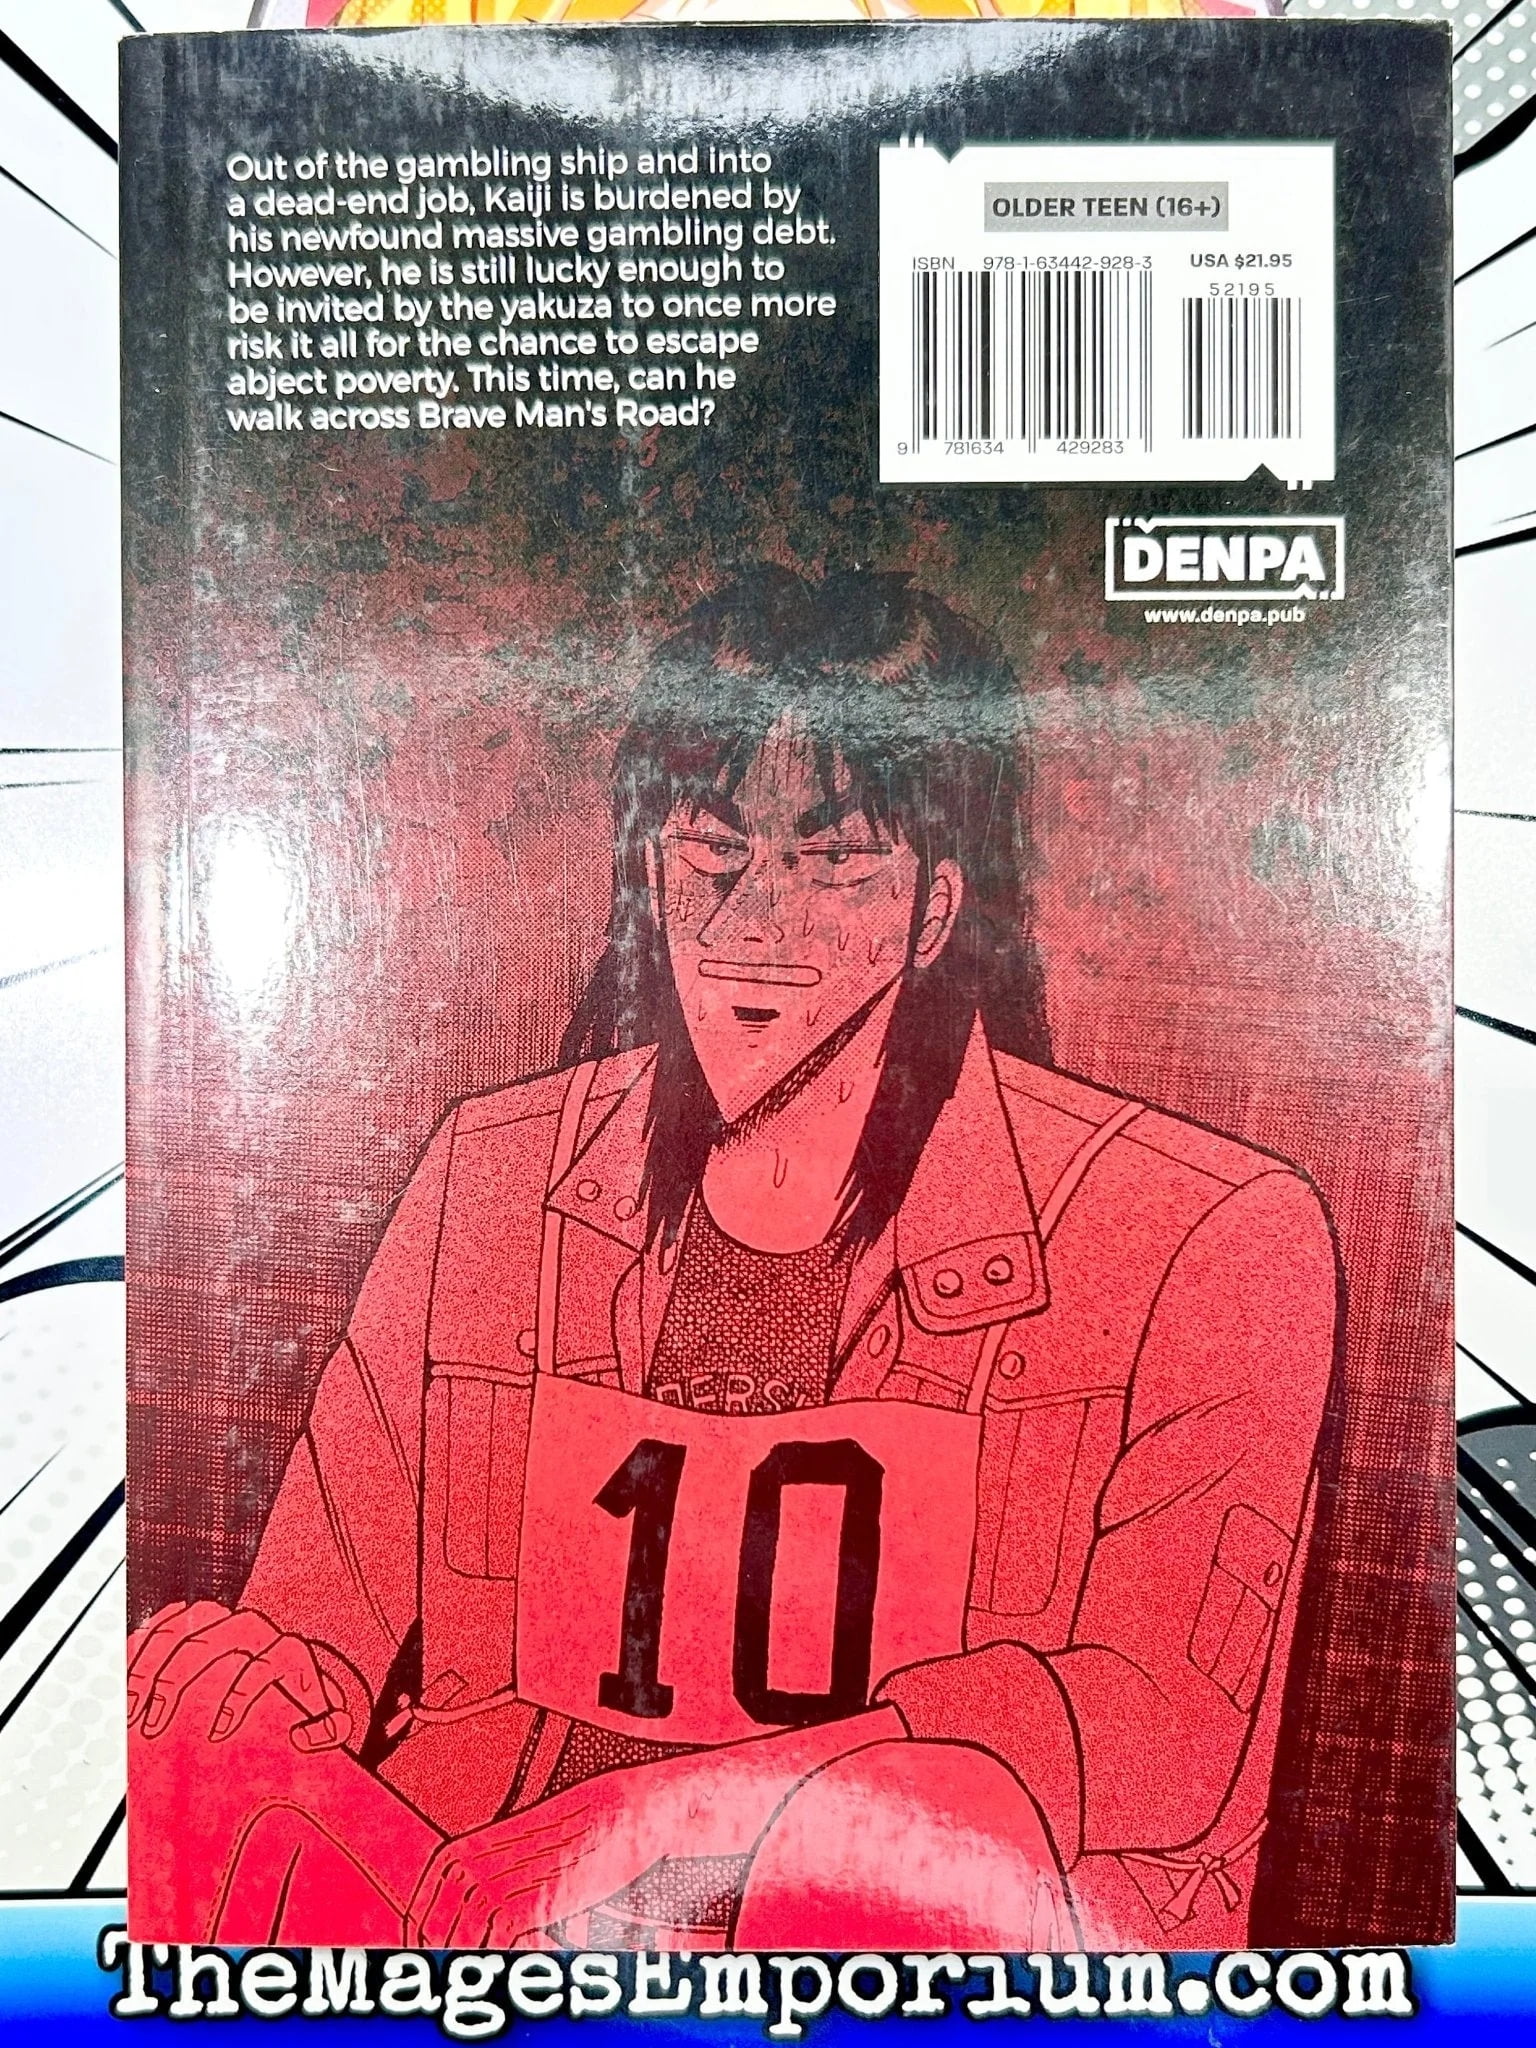 Out of the gambling ship and into
a dead-end job, Kaiji is burdened by
his newfound massive gambling debt.
However, he is still lucky enough to
be invited by the yakuza to once more
risk it all for the chance to escape
abject poverty. This time, can he
walk across Brave Man's Road?
OLDER TEEN (16+)
ISBN 978-1-63442-928-3
USA $21.95
52195
9 781634 429283
DENPA
www.denpa.pub
10
TheMagesEmporium.com